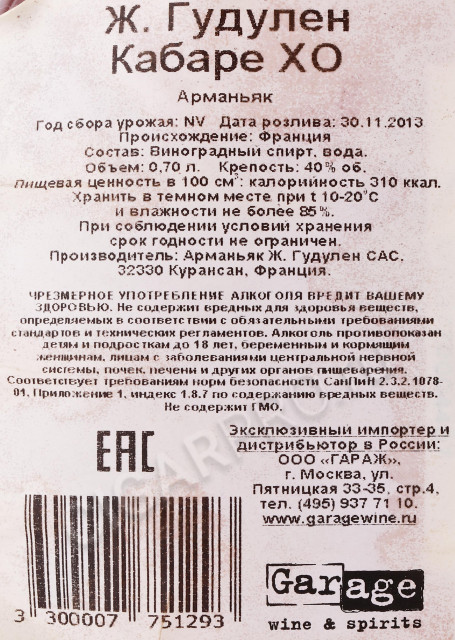 Ж. Гудулен
Кабаре ХО
Арманьяк
Год сбора урожая: NV Дата розлива: 30.11.2013
Происхождение: Франция
Состав: Виноградный спирт, вода.
Объем: 0,70 л. Крепость: 40% об.
Пищевая ценность в 100 см³: калорийность 310 ккал.
Хранить в темном месте при t 10-20°С
и влажности не более 85%.
При соблюдении условий хранения
срок годности не ограничен.
Производитель: Арманьяк Ж. Гудулен САС.
32330 Курансан, Франция.
ЧРЕЗМЕРНОЕ УПОТРЕБЛЕНИЕ АЛКОГОЛЯ ВРЕДИТ ВАШЕМУ
ЗДОРОВЬЮ. Не содержит вредных для здоровья веществ,
определяемых в соответствии с обязательными требованиями
стандартов и технических регламентов. Алкоголь противопоказан
детям и подросткам до 18 лет, беременным и кормящим
женщинам, лицам с заболеваниями центральной нервной
системы, почек, печени и других органов пищеварения.
Соответствует требованиям норм безопасности СанПиН 2.3.2.1078-
01, Приложение 1, индекс 1.8.7 по содержанию вредных веществ.
Не содержит ГМО.
Эксклюзивный импортер и
дистрибьютор в России:
ООО «ГАРАЖ»,
г. Москва, ул.
Пятницкая 33-35, стр.4,
тел. (495) 937 71 10.
www.garagewine.ru
ЕАС
3 300007 751293
Garage
wine & spirits